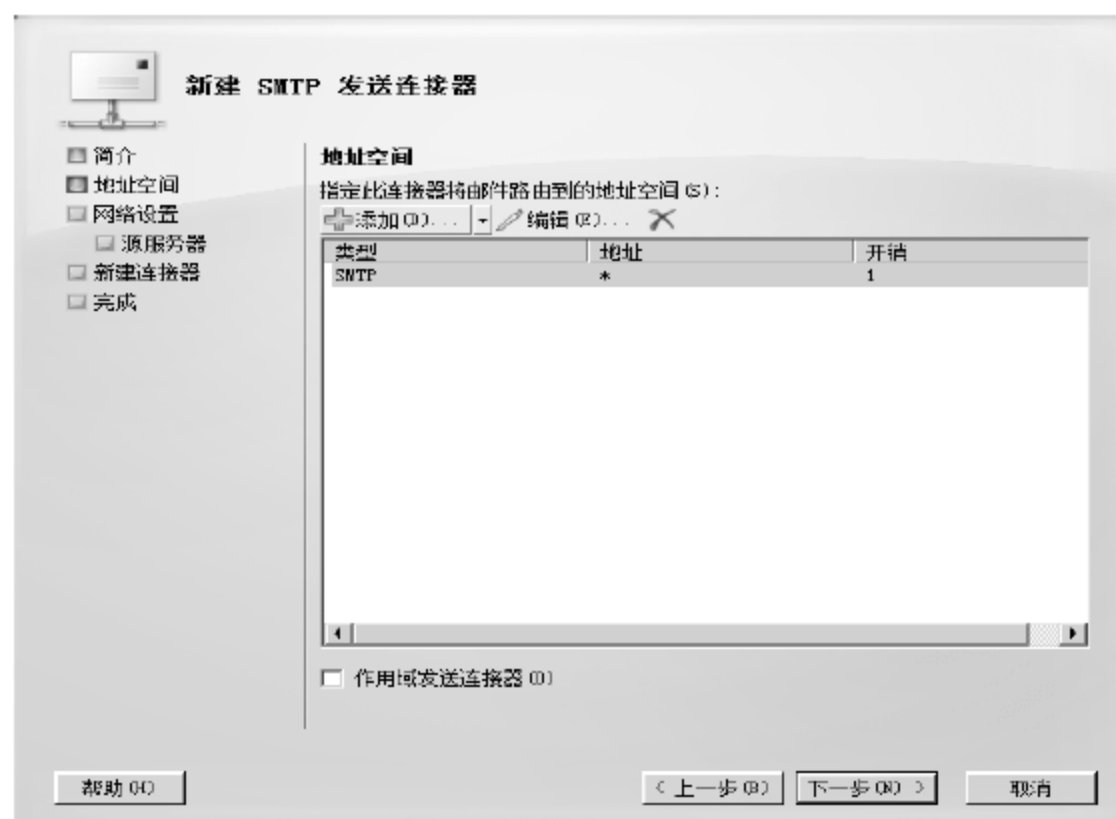 新建 SMTP 发送连接器
简介
地址空间
网络设置
源服务器
新建连接器
完成
地址空间
指定此连接器将邮件路由到的地址空间(S):
添加(D)... 编辑(E)...
类型 地址 开销
SMTP * 1
作用域发送连接器(O)
帮助(H) < 上一步(B) 下一步(N) > 取消